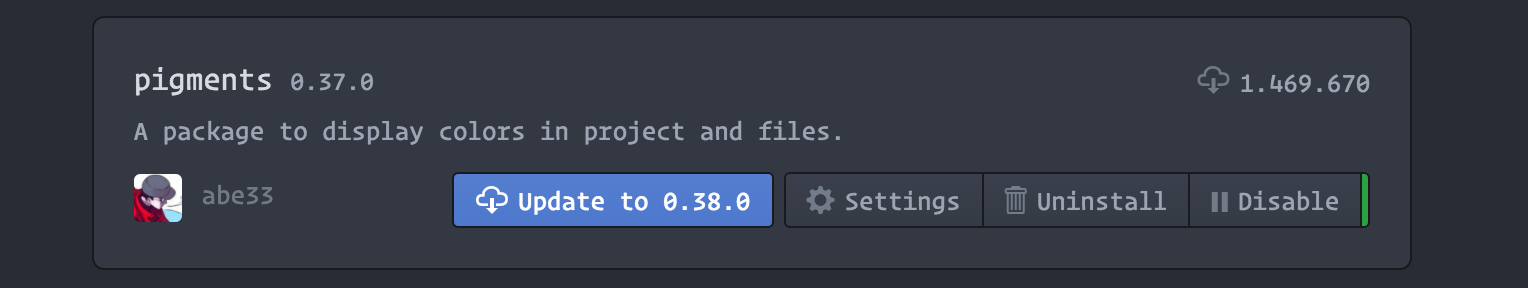 pigments 0.37.0 1.469.670
A package to display colors in project and files.
abe33 Update to 0.38.0 Settings Uninstall Disable